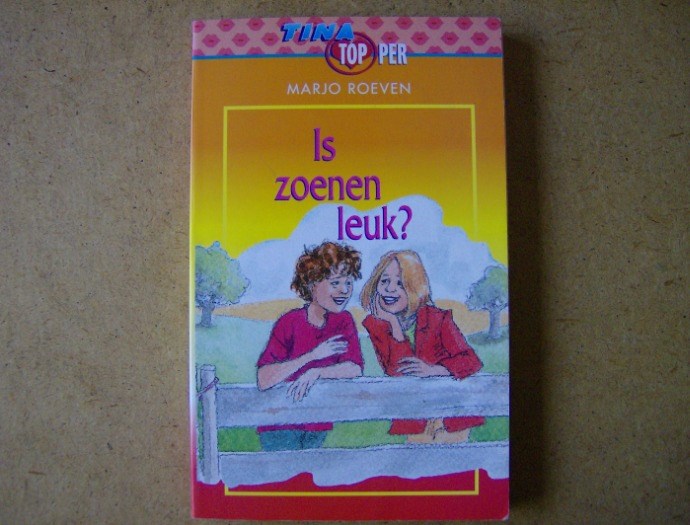 TINA
TOPPER
MARJO ROEVEN
Is
zoenen
leuk?